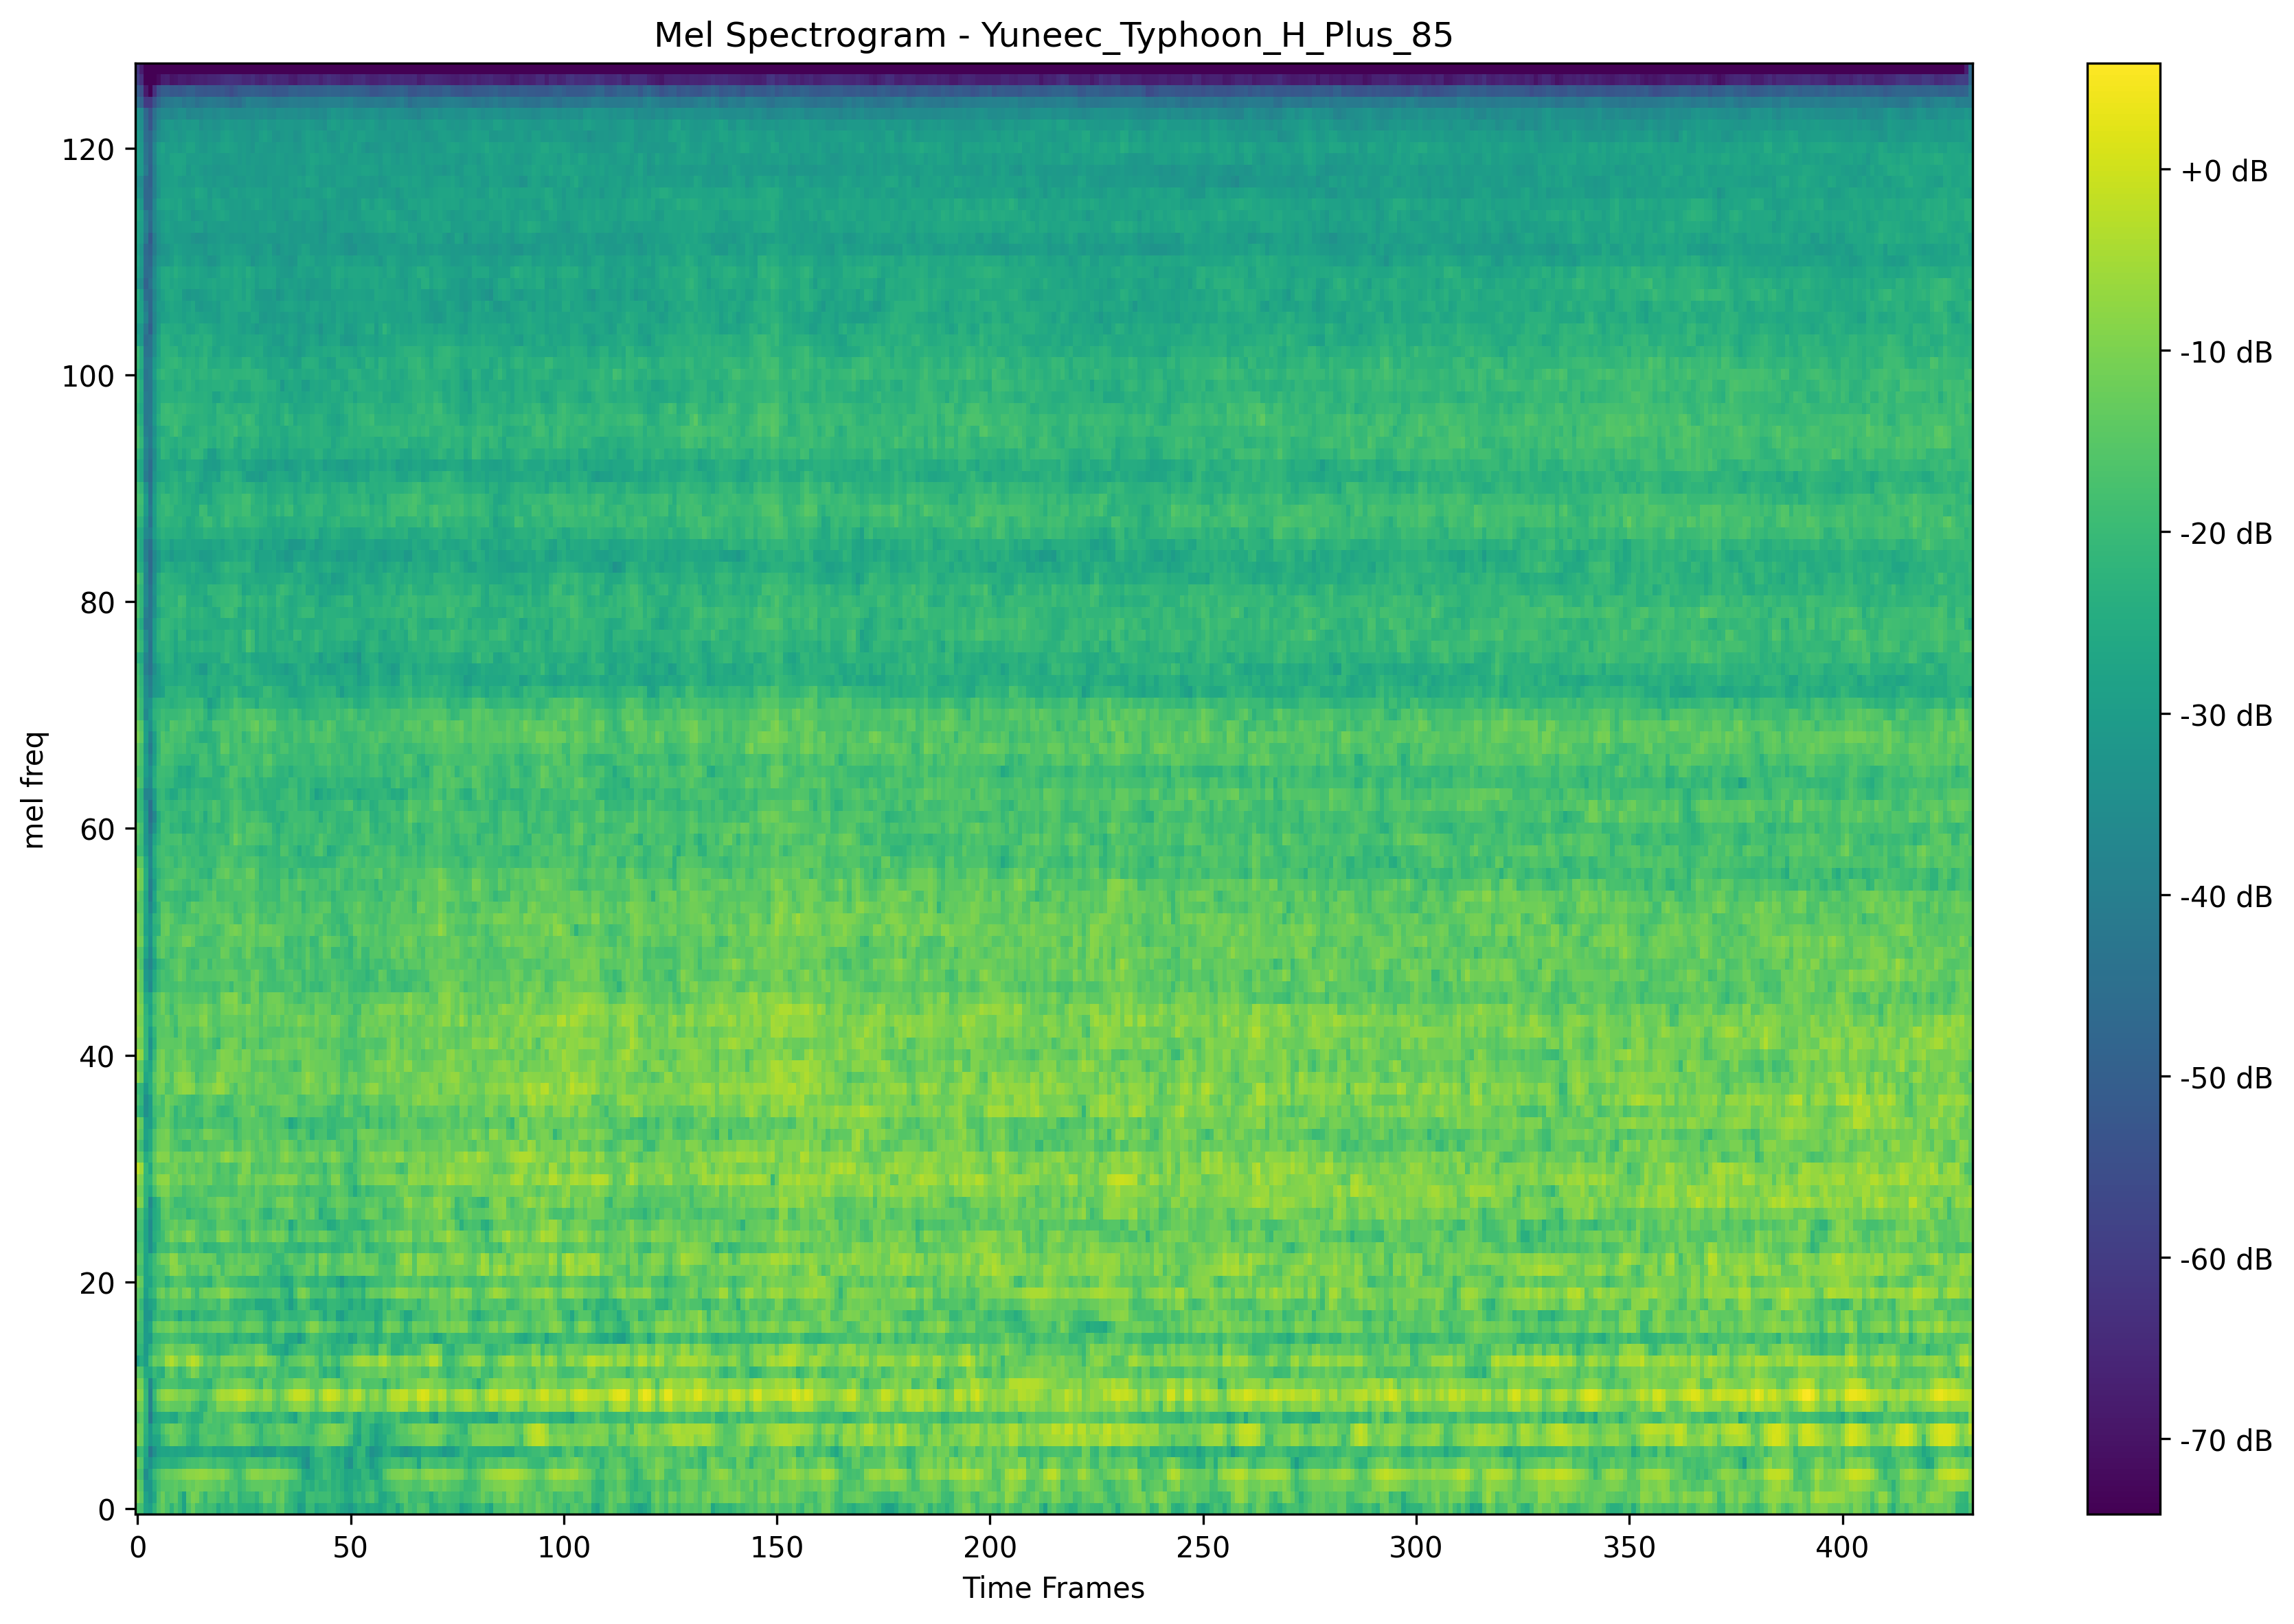 Mel Spectrogram - Yuneec_Typhoon_H_Plus_85
mel freq
120
100
80
60
40
20
0
0 50 100 150 200 250 300 350 400
Time Frames
+0 dB
-10 dB
-20 dB
-30 dB
-40 dB
-50 dB
-60 dB
-70 dB